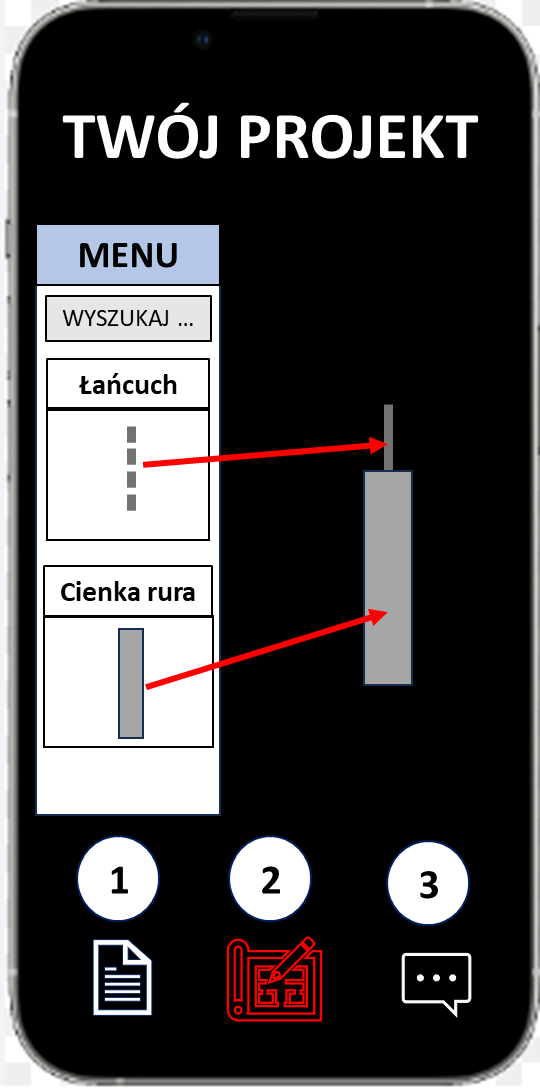 TWÓJ PROJEKT
MENU
WYSZUKAJ ...
Łańcuch
Cienka rura
1
2
3